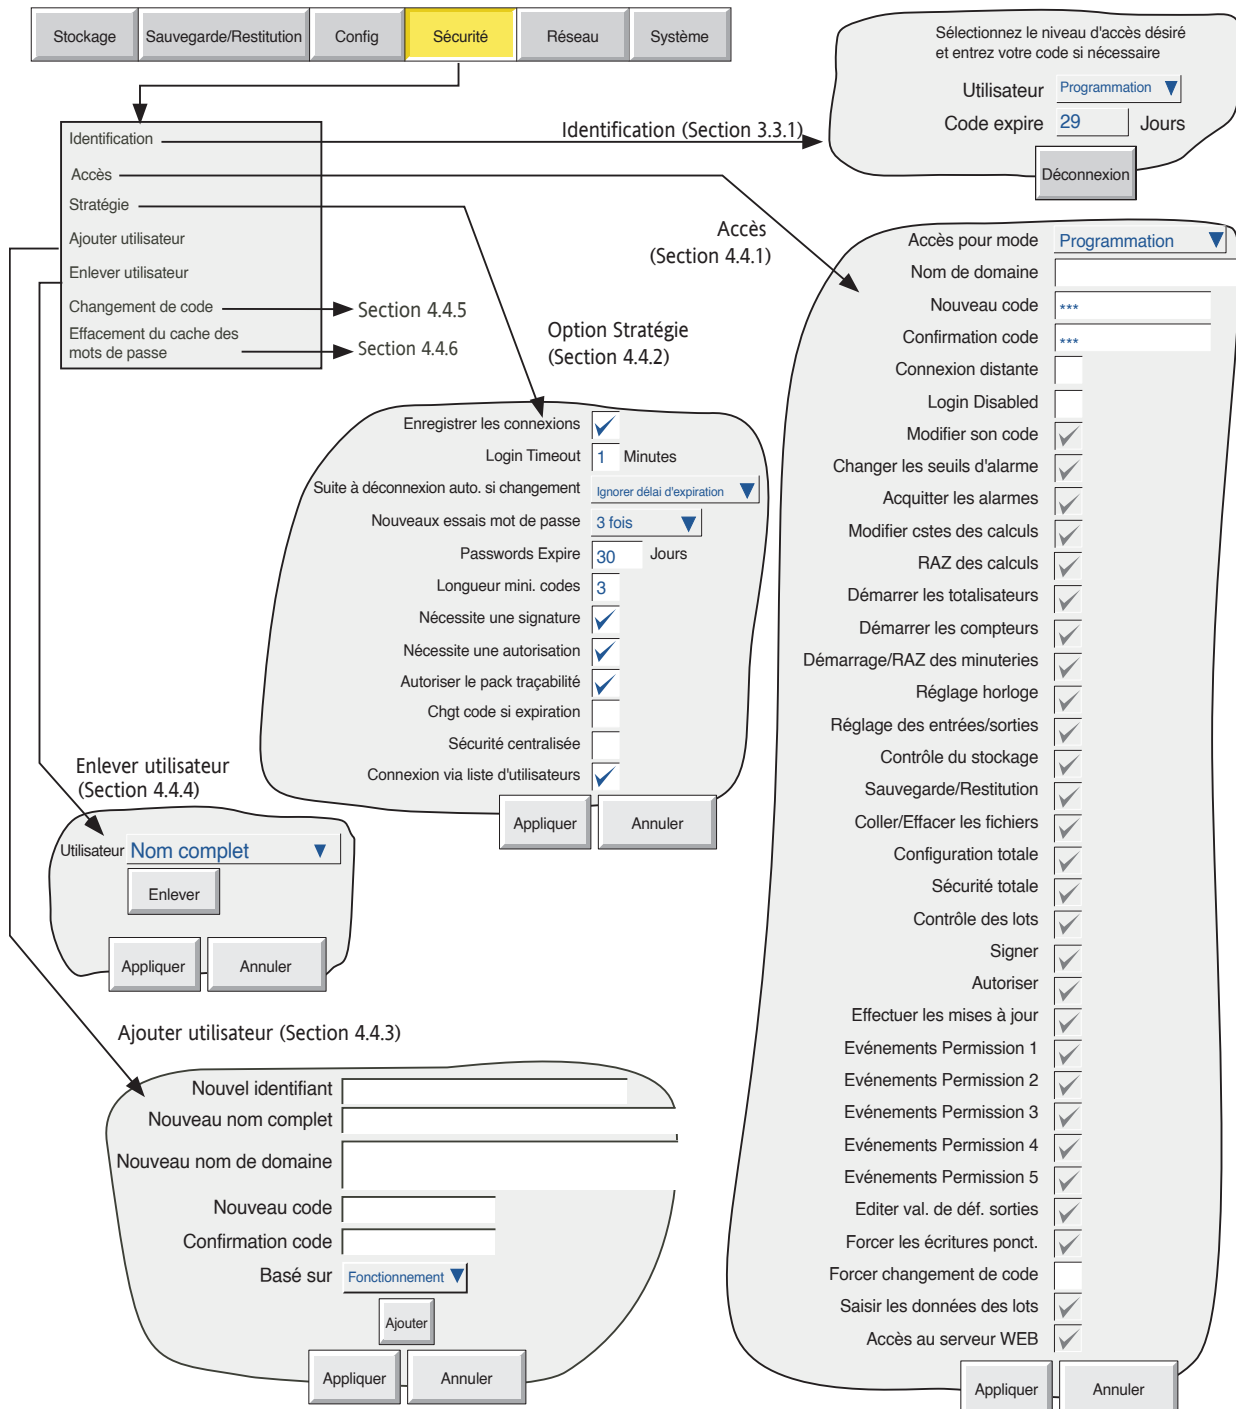 Stockage
Sauvegarde/Restitution
Config
Sécurité
Réseau
Système
Sélectionnez le niveau d'accès désiré
et entrez votre code si nécessaire
Utilisateur Programmation
Code expire 29 Jours
Déconnexion
Identification
Accès
Stratégie
Ajouter utilisateur
Enlever utilisateur
Changement de code
Effacement du cache des
mots de passe
Identification (Section 3.3.1)
Section 4.4.5
Section 4.4.6
Accès
(Section 4.4.1)
Option Stratégie
(Section 4.4.2)
Enregistrer les connexions
Login Timeout 1 Minutes
Suite à déconnexion auto. si changement Ignorer délai d'expiration
Nouveaux essais mot de passe 3 fois
Passwords Expire 30 Jours
Longueur mini. codes 3
Nécessite une signature
Nécessite une autorisation
Autoriser le pack traçabilité
Chgt code si expiration
Sécurité centralisée
Connexion via liste d'utilisateurs
Appliquer
Annuler
Accès pour mode Programmation
Nom de domaine
Nouveau code ***
Confirmation code ***
Connexion distante
Login Disabled
Modifier son code
Changer les seuils d'alarme
Acquitter les alarmes
Modifier cstes des calculs
RAZ des calculs
Démarrer les totalisateurs
Démarrer les compteurs
Démarrage/RAZ des minuteries
Réglage horloge
Réglage des entrées/sorties
Contrôle du stockage
Sauvegarde/Restitution
Coller/Effacer les fichiers
Configuration totale
Sécurité totale
Contrôle des lots
Signer
Autoriser
Effectuer les mises à jour
Evénements Permission 1
Evénements Permission 2
Evénements Permission 3
Evénements Permission 4
Evénements Permission 5
Editer val. de déf. sorties
Forcer les écritures ponct.
Forcer changement de code
Saisir les données des lots
Accès au serveur WEB
Appliquer
Annuler
Enlever utilisateur
(Section 4.4.4)
Utilisateur Nom complet
Enlever
Appliquer
Annuler
Ajouter utilisateur (Section 4.4.3)
Nouvel identifiant
Nouveau nom complet
Nouveau nom de domaine
Nouveau code
Confirmation code
Basé sur Fonctionnement
Ajouter
Appliquer
Annuler